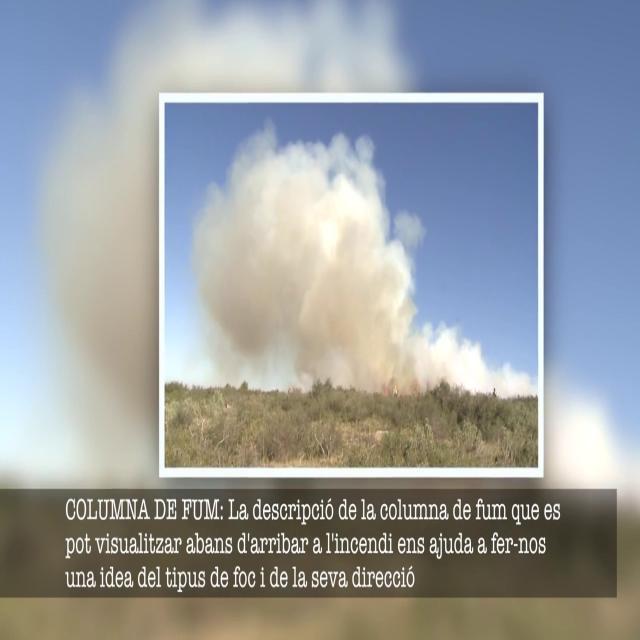 COLUMNA DE FUM: La descripció de la columna de fum que es
pot visualitzar abans d'arribar a l'incendi ens ajuda a fer-nos
una idea del tipus de foc i de la seva direcció